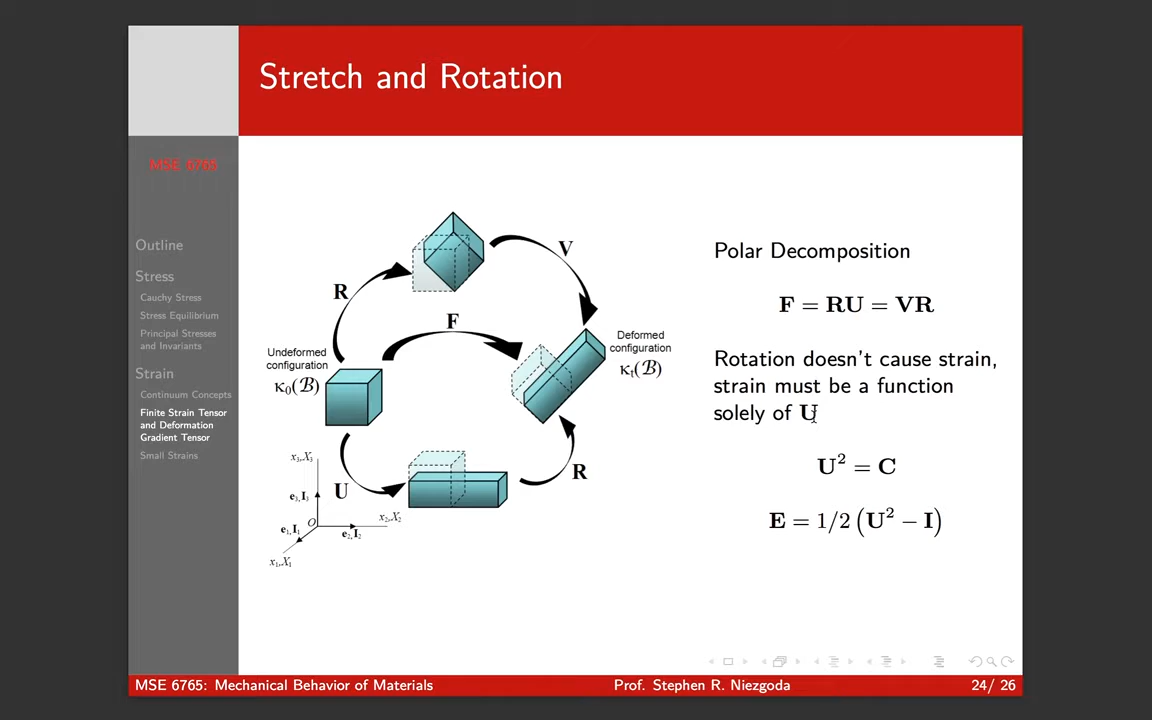 Stretch and Rotation
MSE 6765
Outline
Stress
Cauchy Stress
Stress Equilibrium
Principal Stresses
and Invariants
Strain
Continuum Concepts
Finite Strain Tensor
and Deformation
Gradient Tensor
Small Strains
R
V
F
Undeformed
configuration
κ₀(ℬ)
Deformed
configuration
κₜ(ℬ)
U
R
x₃,X₃
e₃,I₃
O
x₂,X₂
e₂,I₂
e₁,I₁
x₁,X₁
Polar Decomposition
F = RU = VR
Rotation doesn't cause strain,
strain must be a function
solely of U
U² = C
E = 1/2 (U² − I)
MSE 6765: Mechanical Behavior of Materials
Prof. Stephen R. Niezgoda
24/ 26